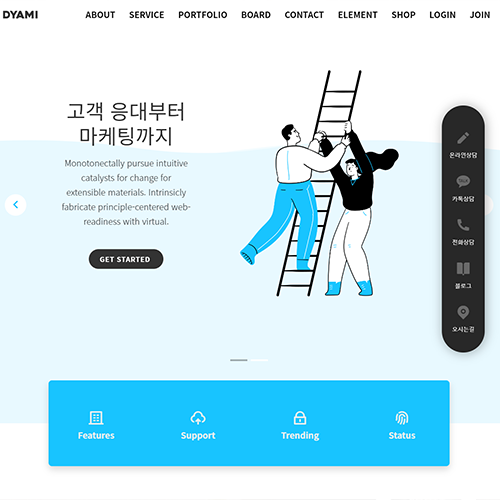 DYAMI
ABOUT SERVICE PORTFOLIO BOARD CONTACT ELEMENT SHOP LOGIN JOIN
고객 응대부터
마케팅까지
Monotonectally pursue intuitive
catalysts for change for
extensible materials. Intrinsicly
fabricate principle-centered web-
readiness with virtual.
GET STARTED
온라인상담
카톡상담
전화상담
블로그
오시는길
Features Support Trending Status